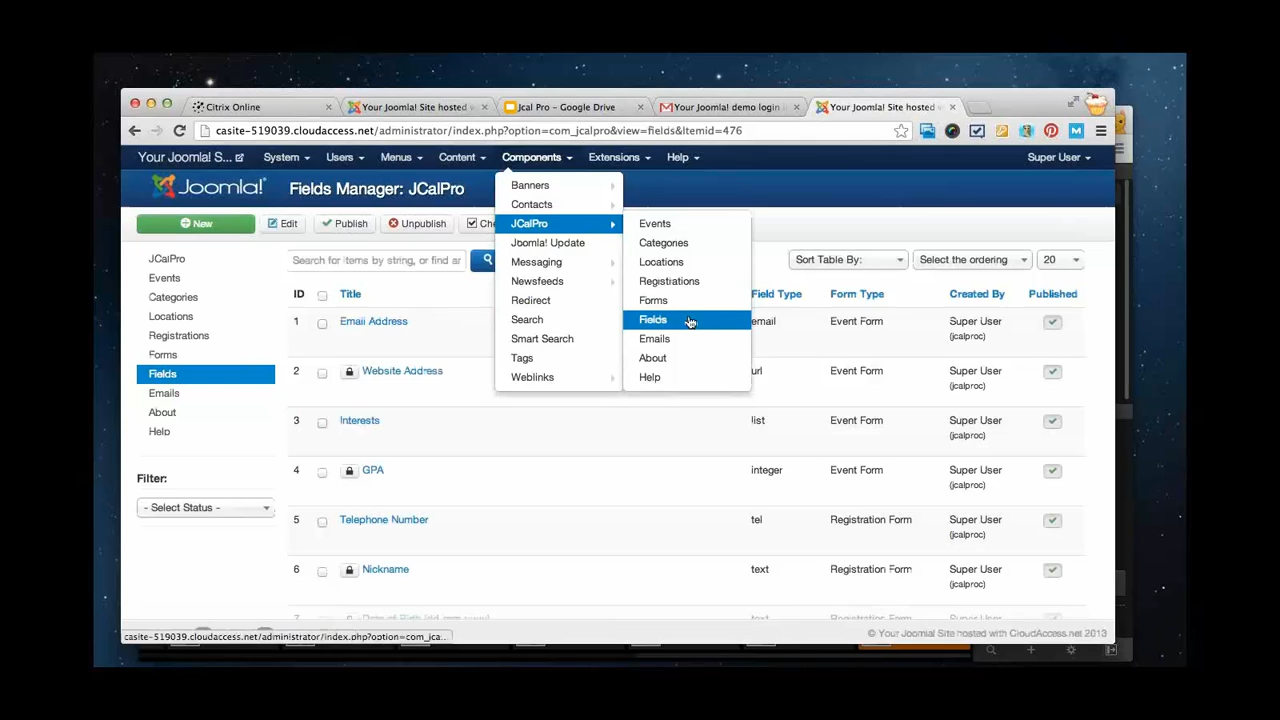 Citrix Online
Your Joomla! Site hosted w
Jcal Pro - Google Drive
Your Joomla! demo login i
Your Joomla! Site hosted w
casite-519039.cloudaccess.net/administrator/index.php?option=com_jcalpro&view=fields&Itemid=476
Your Joomla! S... System Users Menus Content Components Extensions Help Super User
Joomla! Fields Manager: JCalPro
New Edit Publish Unpublish Che
Banners
Contacts
JCalPro
Joomla! Update
Messaging
Newsfeeds
Redirect
Search
Smart Search
Tags
Weblinks
Events
Categories
Locations
Registrations
Forms
Fields
Emails
About
Help
JCalPro
Events
Categories
Locations
Registrations
Forms
Fields
Emails
About
Help
Filter:
- Select Status -
Search for items by string, or fir
Sort Table By: Select the ordering 20
ID Title Field Type Form Type Created By Published
1 Email Address email Event Form Super User
(jcalproc)
2 Website Address url Event Form Super User
(jcalproc)
3 Interests list Event Form Super User
(jcalproc)
4 GPA integer Event Form Super User
(jcalproc)
5 Telephone Number tel Registration Form Super User
(jcalproc)
6 Nickname text Registration Form Super User
(jcalproc)
casite-519039.cloudaccess.net/administrator/index.php?option=com_jca...
© Your Joomla! Site hosted with CloudAccess.net 2013